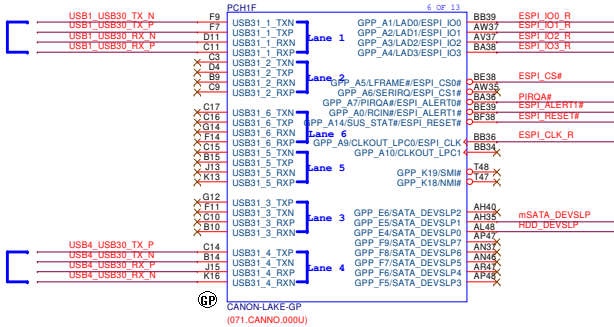 PCH1F 6 OF 13
USB1_USB30_TX_N F9 USB31_1_TXN GPP_A1/LAD0/ESPI_IO0 BB39 ESPI_IO0_R
USB1_USB30_TX_P F7 USB31_1_TXP GPP_A2/LAD1/ESPI_IO1 AW37 ESPI_IO1_R
USB1_USB30_RX_N D11 USB31_1_RXN Lane 1 GPP_A3/LAD2/ESPI_IO2 AV37 ESPI_IO2_R
USB1_USB30_RX_P C11 USB31_1_RXP GPP_A4/LAD3/ESPI_IO3 BA38 ESPI_IO3_R
C3 USB31_2_TXN
D4 USB31_2_TXP Lane 2
B9 USB31_2_RXN GPP_A5/LFRAME#/ESPI_CS0# BE38 ESPI_CS#
C9 USB31_2_RXP GPP_A6/SERIRQ/ESPI_CS1# AW35
GPP_A7/PIRQA#/ESPI_ALERT0# BA36 PIRQA#
C17 USB31_6_TXN GPP_A0/RCIN#/ESPI_ALERT1# BE39 ESPI_ALERT1#
C16 USB31_6_TXP GPP_A14/SUS_STAT#/ESPI_RESET# BF38 ESPI_RESET#
G14 USB31_6_RXN Lane 6
F14 USB31_6_RXP GPP_A9/CLKOUT_LPC0/ESPI_CLK BB36 ESPI_CLK_R
C15 USB31_5_TXN GPP_A10/CLKOUT_LPC1 BB34
B15 USB31_5_TXP
J13 USB31_5_RXN Lane 5 GPP_K19/SMI# T48
K13 USB31_5_RXP GPP_K18/NMI# T47
G12 USB31_3_TXP
F11 USB31_3_TXN GPP_E6/SATA_DEVSLP2 AH40
C10 USB31_3_RXP Lane 3 GPP_E5/SATA_DEVSLP1 AH35 mSATA_DEVSLP
B10 USB31_3_RXN GPP_E4/SATA_DEVSLP0 AL48 HDD_DEVSLP
GPP_F9/SATA_DEVSLP7 AP47
USB4_USB30_TX_P C14 USB31_4_TXP GPP_F8/SATA_DEVSLP6 AN37
USB4_USB30_TX_N B14 USB31_4_TXN GPP_F7/SATA_DEVSLP5 AN46
USB4_USB30_RX_P J15 USB31_4_RXP Lane 4 GPP_F6/SATA_DEVSLP4 AR47
USB4_USB30_RX_N K16 USB31_4_RXN GPP_F5/SATA_DEVSLP3 AP48
GP
CANON-LAKE-GP
(071.CANNO.000U)